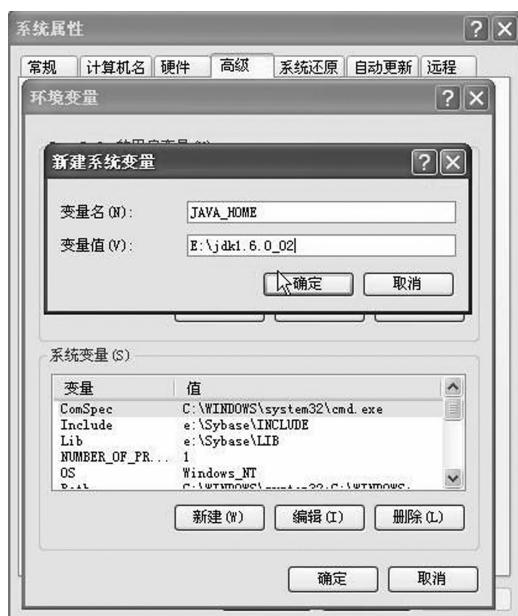 系统属性
常规 计算机名 硬件 高级 系统还原 自动更新 远程
环境变量
新建系统变量
变量名(N): JAVA_HOME
变量值(V): E:\jdk1.6.0_02
确定 取消
系统变量(S)
变量 值
ComSpec C:\WINDOWS\system32\cmd.exe
Include e:\Sybase\INCLUDE
Lib e:\Sybase\LIB
NUMBER_OF_PR... 1
OS Windows_NT
新建(W) 编辑(I) 删除(L)
确定 取消